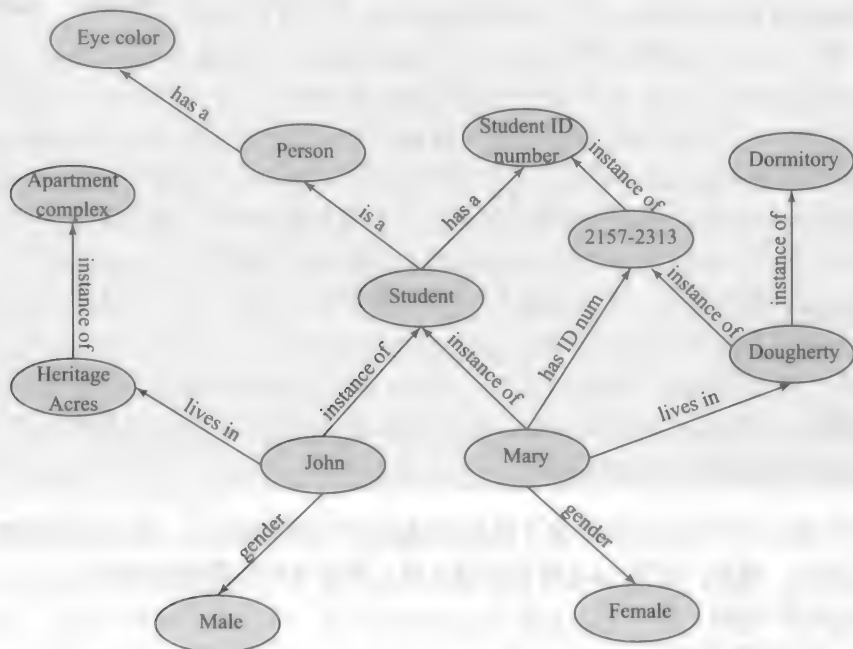 Eye color
has a
Person
Student ID
number
instance of
Dormitory
Apartment
complex
is a
has a
2157-2313
instance of
instance of
Student
instance of
Dougherty
Heritage
Acres
lives in
instance of
instance of
has ID num
lives in
John
Mary
gender
gender
Male
Female